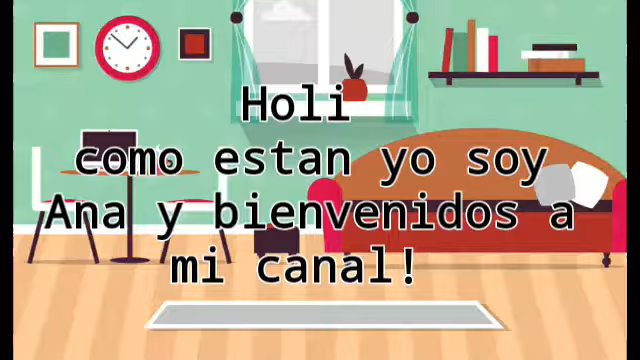 Holi
como estan yo soy
Ana y bienvenidos a
mi canal!